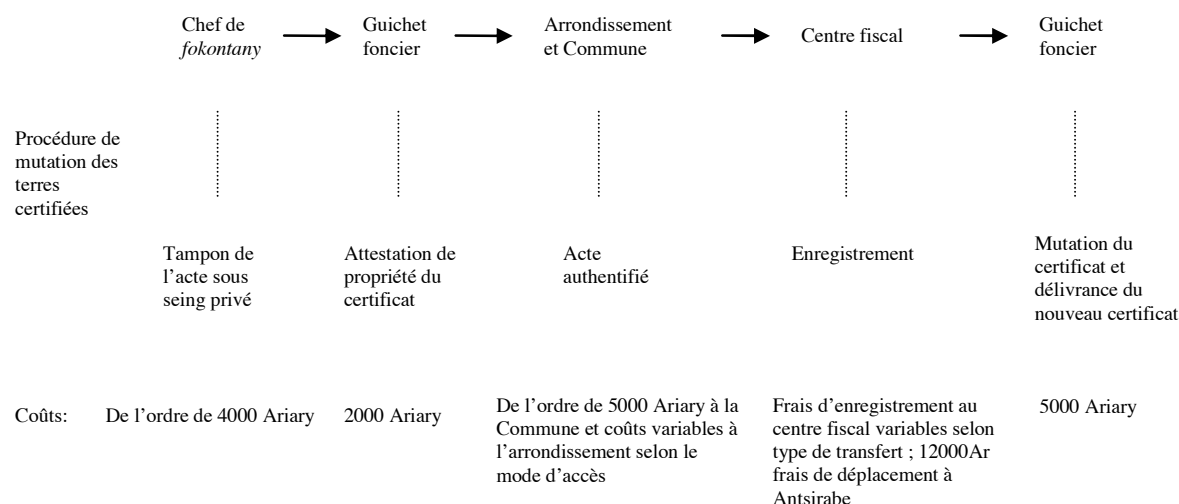 Chef de
fokontany
Guichet
foncier
Arrondissement
et Commune
Centre fiscal
Guichet
foncier
Procédure de
mutation des
terres
certifiées
Tampon de
l’acte sous
seing privé
Attestation de
propriété du
certificat
Acte
authentifié
Enregistrement
Mutation du
certificat et
délivrance du
nouveau certificat
Coûts:
De l’ordre de 4000 Ariary
2000 Ariary
De l’ordre de 5000 Ariary à la
Commune et coûts variables à
l’arrondissement selon le
mode d’accès
Frais d’enregistrement au
centre fiscal variables selon
type de transfert ; 12000Ar
frais de déplacement à
Antsirabe
5000 Ariary